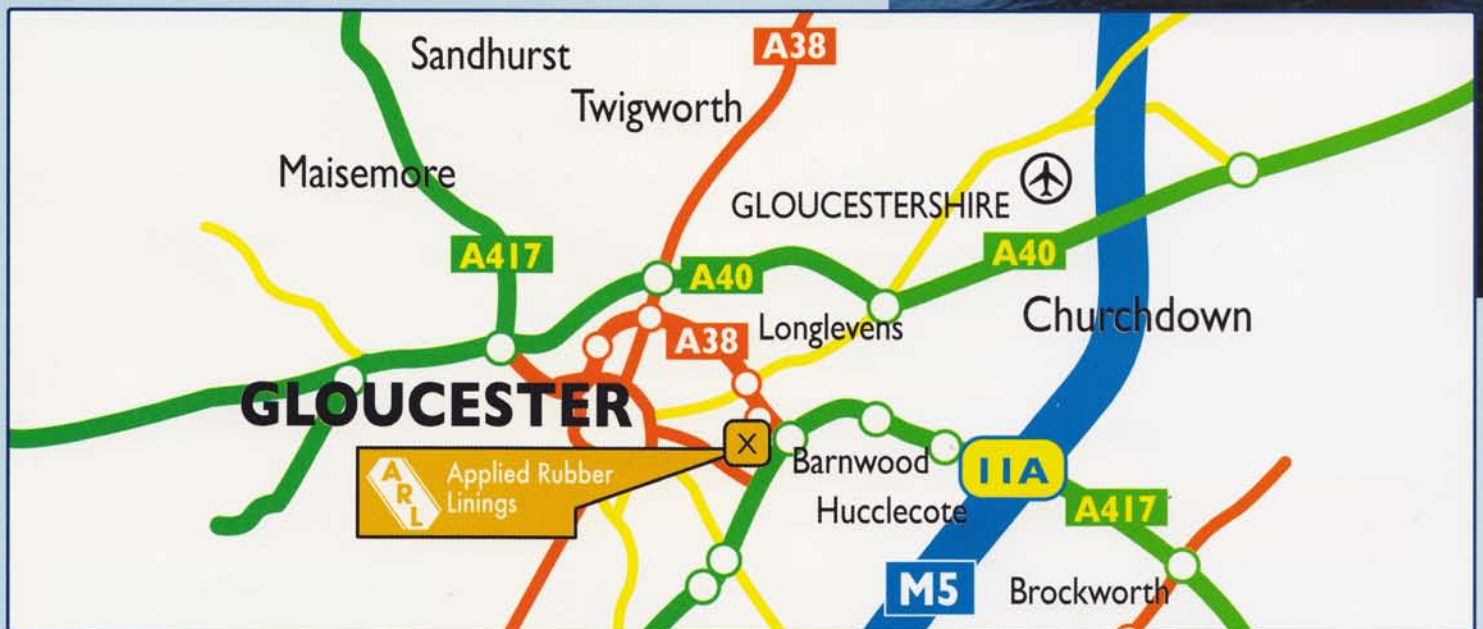 A38
Sandhurst
Twigworth
Maisemore
GLOUCESTERSHIRE
A417
A40
A40
Churchdown
Longlevens
A38
GLOUCESTER
X
Barnwood
11A
ARL
Applied Rubber
Linings
Hucclecote
A417
M5
Brockworth